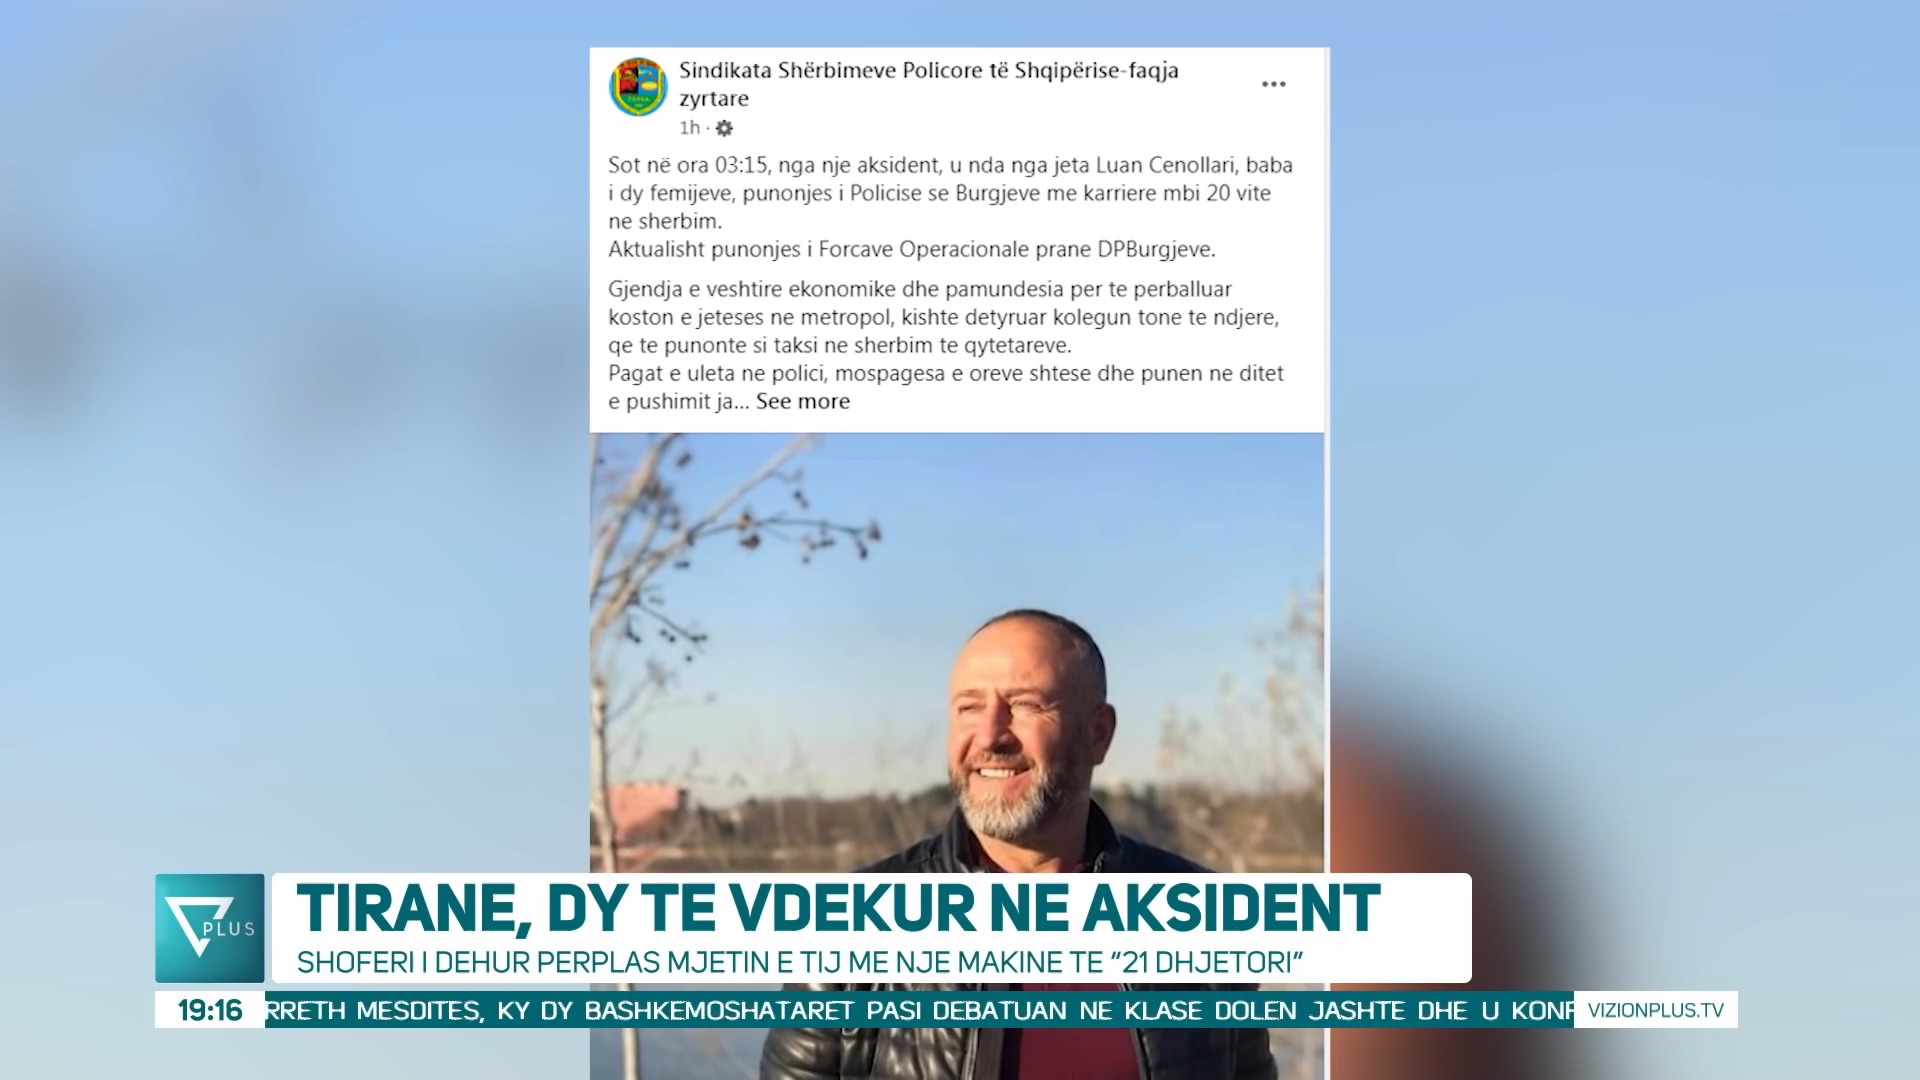 Sindikata Shërbimeve Policore të Shqipërise-faqja
zyrtare
1h ·
Sot në ora 03:15, nga nje aksident, u nda nga jeta Luan Cenollari, baba
i dy femijeve, punonjes i Policise se Burgjeve me karriere mbi 20 vite
ne sherbim.
Aktualisht punonjes i Forcave Operacionale prane DPBurgjeve.
Gjendja e veshtire ekonomike dhe pamundesia per te perballuar
koston e jeteses ne metropol, kishte detyruar kolegun tone te ndjere,
qe te punonte si taksi ne sherbim te qytetareve.
Pagat e uleta ne polici, mospagesa e oreve shtese dhe punen ne ditet
e pushimit ja... See more
PLUS
TIRANE, DY TE VDEKUR NE AKSIDENT
SHOFERI I DEHUR PERPLAS MJETIN E TIJ ME NJE MAKINE TE “21 DHJETORI”
19:16
RRETH MESDITES, KY DY BASHKEMOSHATARET PASI DEBATUAN NE KLASE DOLEN JASHTE DHE U KONF
VIZIONPLUS.TV